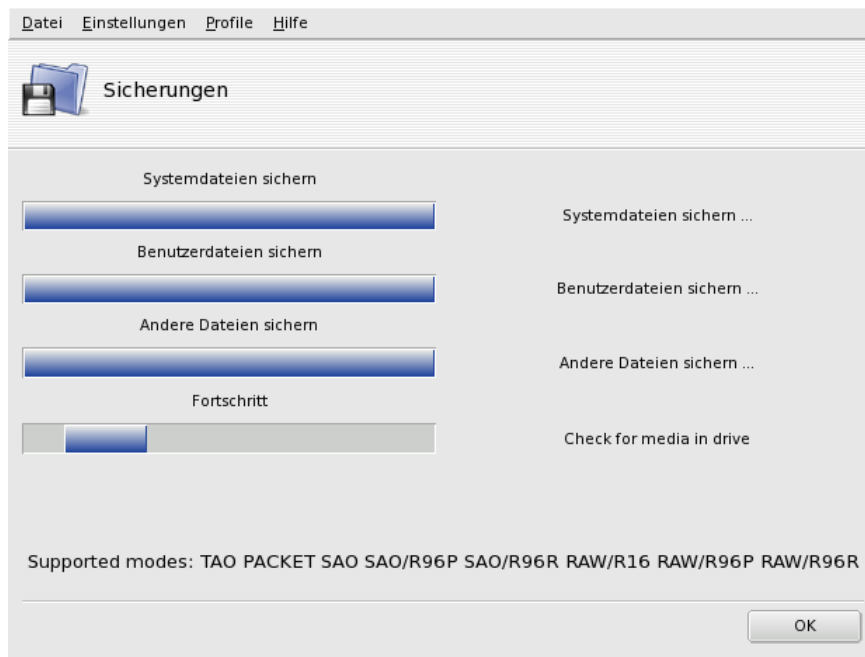 Datei Einstellungen Profile Hilfe
Sicherungen
Systemdateien sichern
Systemdateien sichern ...
Benutzerdateien sichern
Benutzerdateien sichern ...
Andere Dateien sichern
Andere Dateien sichern ...
Fortschritt
Check for media in drive
Supported modes: TAO PACKET SAO SAO/R96P SAO/R96R RAW/R16 RAW/R96P RAW/R96R
OK